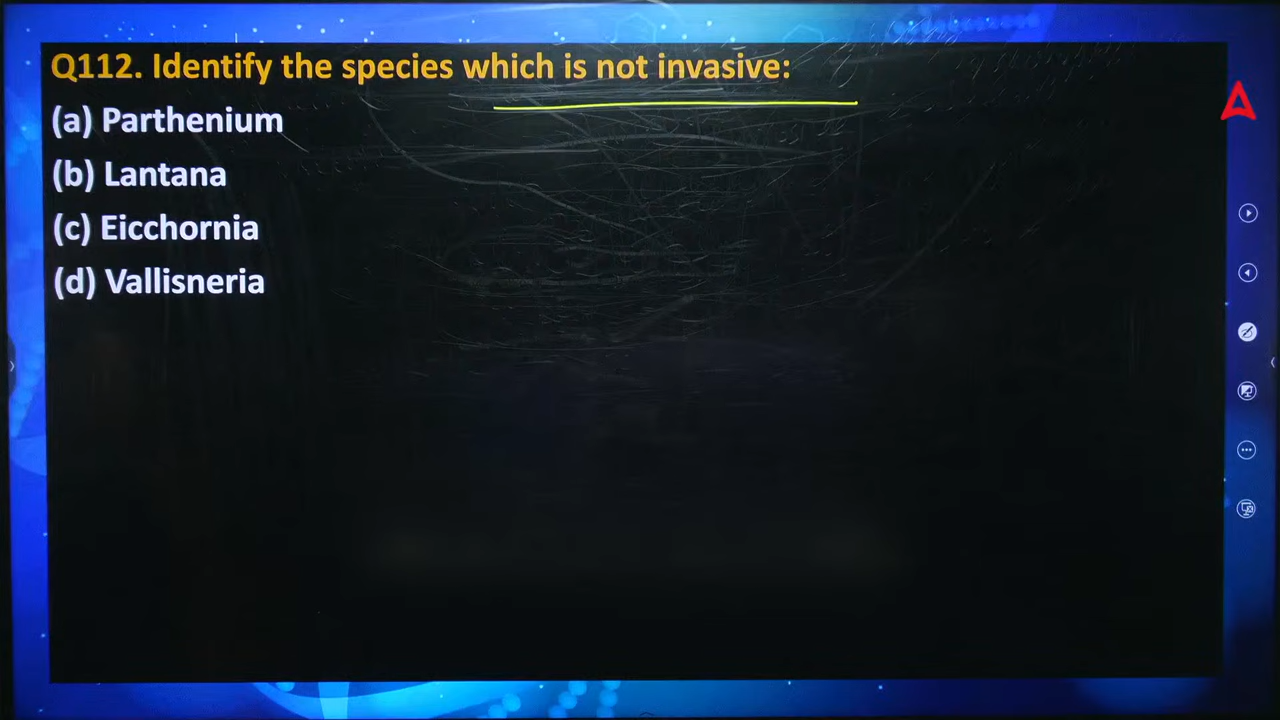 Q112. Identify the species which is not invasive:
(a) Parthenium
(b) Lantana
(c) Eicchornia
(d) Vallisneria